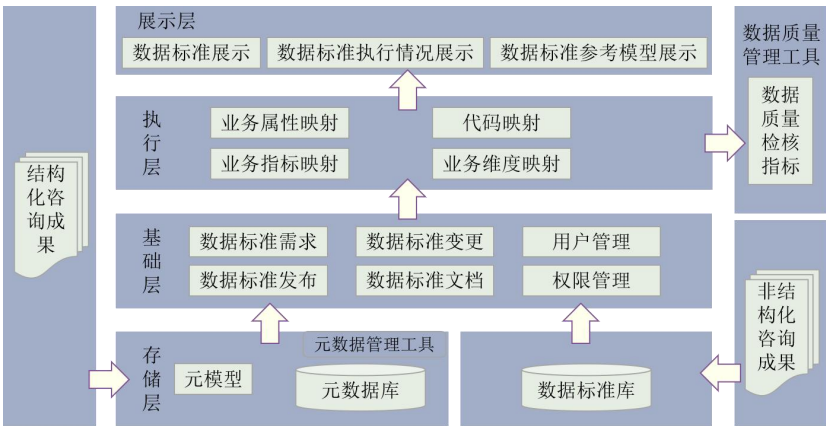 展示层
数据标准展示
数据标准执行情况展示
数据标准参考模型展示
数据质量
管理工具
数据
质量
检核
指标
执
行
层
业务属性映射
代码映射
业务指标映射
业务维度映射
结构
化咨
询成
果
基
础
层
数据标准需求
数据标准变更
用户管理
数据标准发布
数据标准文档
权限管理
非结
构化
咨询
成果
存
储
层
元数据管理工具
元模型
元数据库
数据标准库